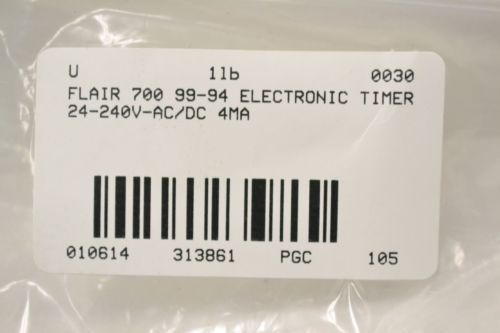 U 1lb 0030
FLAIR 700 99-94 ELECTRONIC TIMER
24-240V-AC/DC 4MA
010614 313861 PGC 105